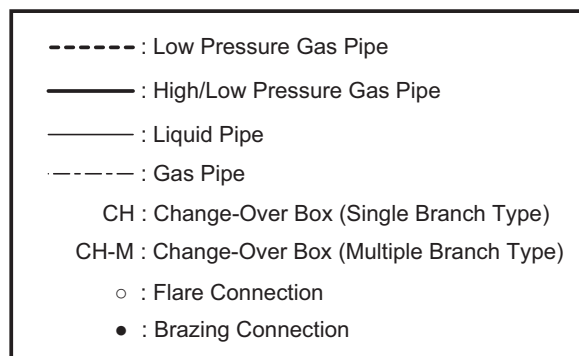 : Low Pressure Gas Pipe
: High/Low Pressure Gas Pipe
: Liquid Pipe
: Gas Pipe
CH : Change-Over Box (Single Branch Type)
CH-M : Change-Over Box (Multiple Branch Type)
○ : Flare Connection
● : Brazing Connection